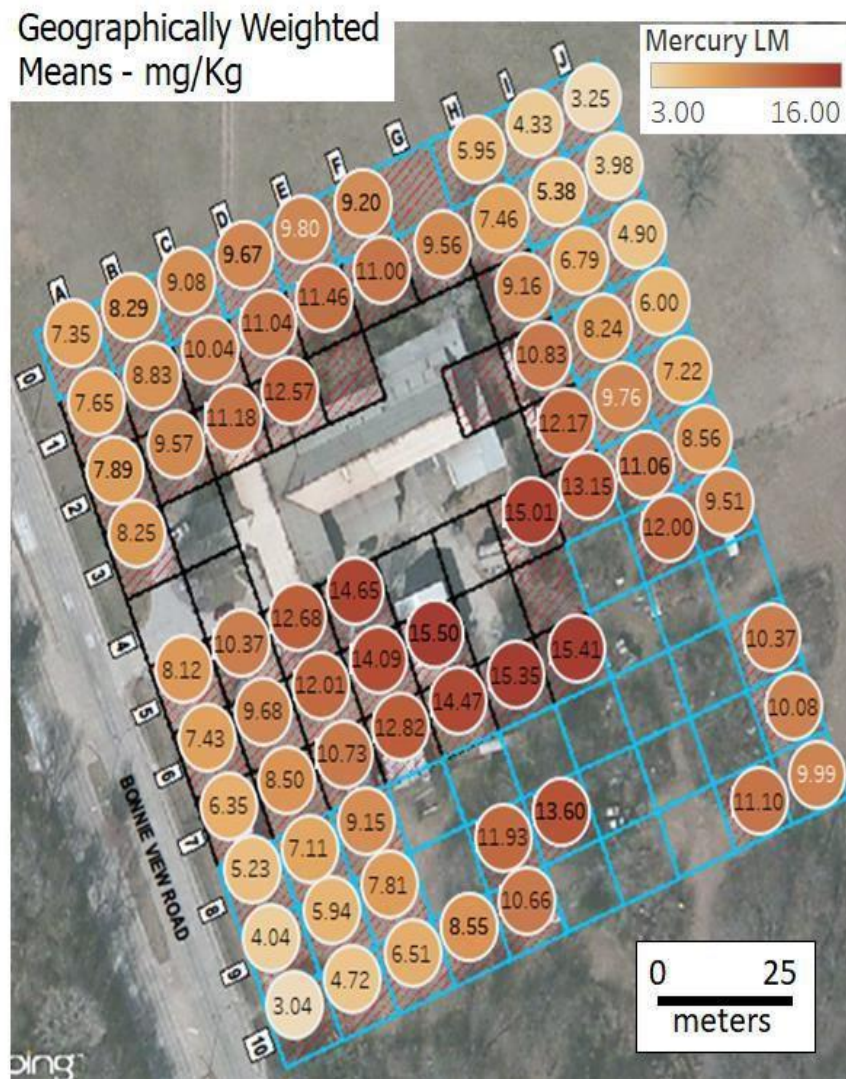 Geographically Weighted
Means - mg/Kg
Mercury LM
3.00 16.00
A B C D E F G H I J
0
1
2
3
4
5
6
7
8
9
10
3.25
5.95 4.33
3.98
9.20 7.46 5.38
9.80 9.56 4.90
9.67 11.00 9.16 6.79
9.08 11.46 6.00
8.29 11.04 10.83 8.24
7.35 10.04 12.57 9.76 7.22
8.83 11.18 12.17
7.65 9.57 11.06 8.56
7.89 13.15 9.51
8.25 15.01 12.00
14.65
12.68 15.50
10.37 14.09 15.41 10.37
8.12 12.01 15.35
9.68 14.47 10.08
7.43 12.82
10.73 9.99
8.50 13.60 11.10
6.35 9.15 11.93
7.11
5.23 7.81 10.66
5.94 8.55
4.04 6.51
4.72
3.04
BONNIE VIEW ROAD
0 25
meters
bing